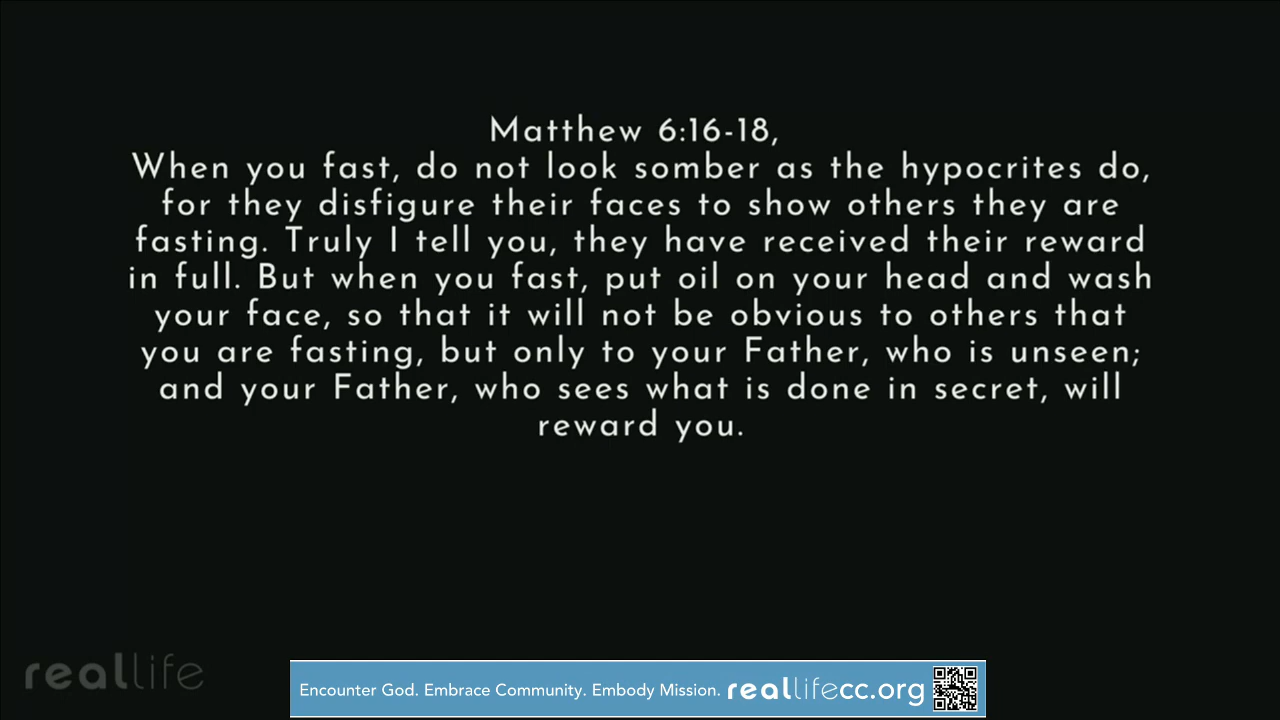 Matthew 6:16-18,
When you fast, do not look somber as the hypocrites do,
for they disfigure their faces to show others they are
fasting. Truly I tell you, they have received their reward
in full. But when you fast, put oil on your head and wash
your face, so that it will not be obvious to others that
you are fasting, but only to your Father, who is unseen;
and your Father, who sees what is done in secret, will
reward you.
reallife
Encounter God. Embrace Community. Embody Mission. reallifecc.org